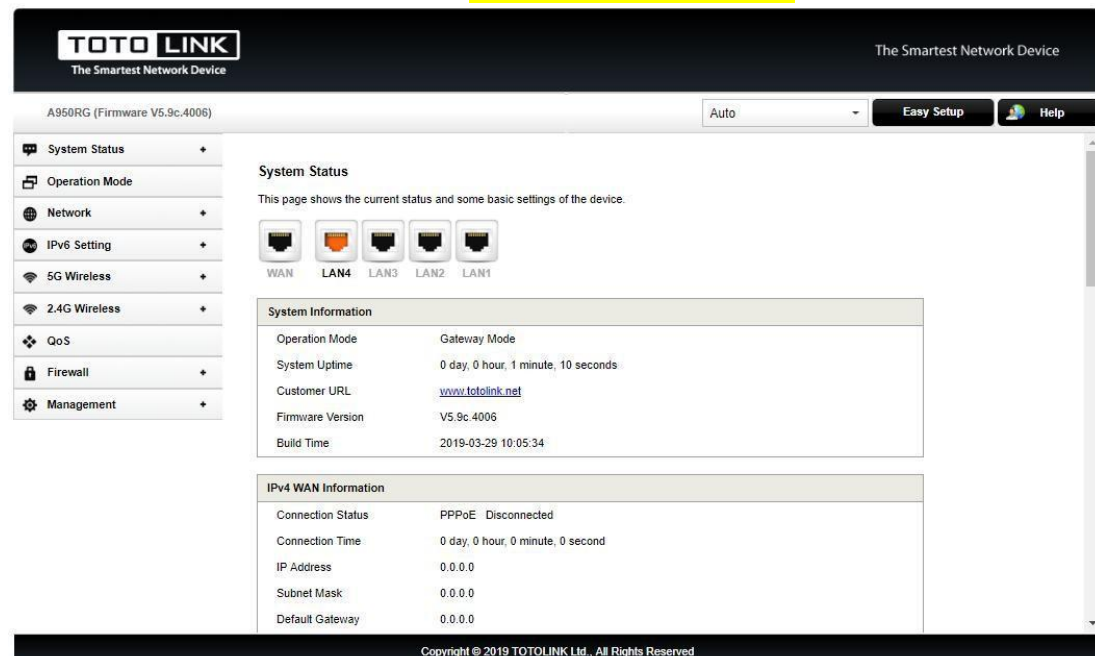 TOTO LINK
The Smartest Network Device
The Smartest Network Device
A950RG (Firmware V5.9c.4006)
Auto
Easy Setup
Help
System Status +
Operation Mode
Network +
IPv6 Setting +
5G Wireless +
2.4G Wireless +
QoS
Firewall +
Management +
System Status
This page shows the current status and some basic settings of the device.
WAN LAN4 LAN3 LAN2 LAN1
System Information
Operation Mode Gateway Mode
System Uptime 0 day, 0 hour, 1 minute, 10 seconds
Customer URL www.totolink.net
Firmware Version V5.9c.4006
Build Time 2019-03-29 10:05:34
IPv4 WAN Information
Connection Status PPPoE Disconnected
Connection Time 0 day, 0 hour, 0 minute, 0 second
IP Address 0.0.0.0
Subnet Mask 0.0.0.0
Default Gateway 0.0.0.0
Copyright © 2019 TOTOLINK Ltd., All Rights Reserved